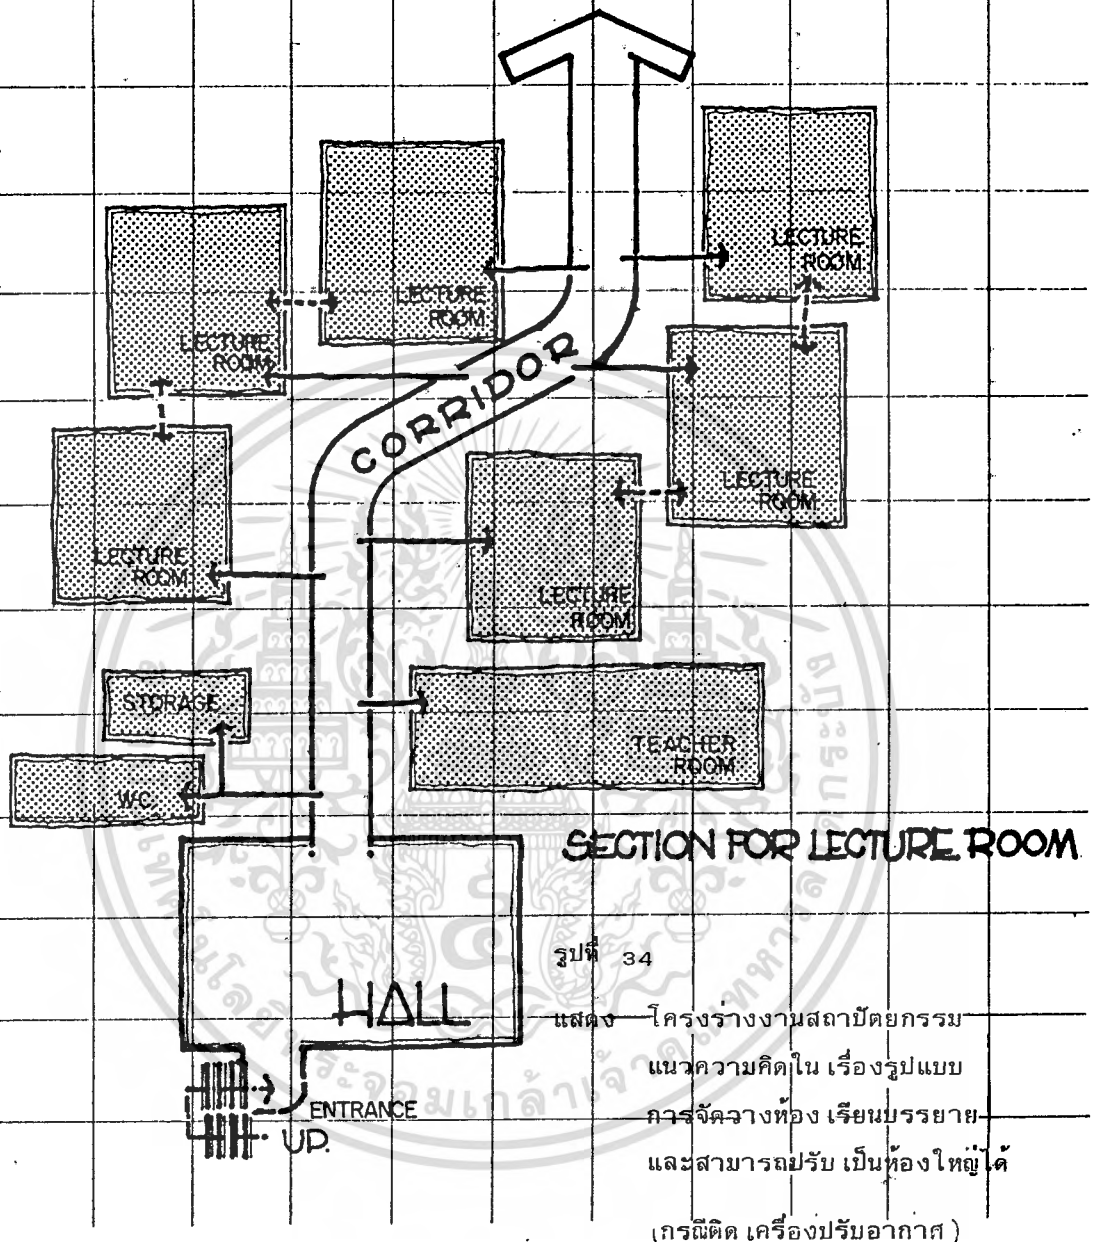 LECTURE
ROOM
LECTURE
ROOM
LECTURE
ROOM
CORRIDOR
LECTURE
ROOM
LECTURE
ROOM
LECTURE
ROOM
STORAGE
TEACHER
ROOM
W.C.
SECTION FOR LECTURE ROOM
HALL
ENTRANCE
UP.
รูปที่ 34
แสดง โครงร่างงานสถาปัตยกรรม
แนวความคิดใน เรื่องรูปแบบ
การจัดวางห้อง เรียนบรรยาย
และสามารถปรับ เป็นห้องใหญ่ได้
(กรณีติด เครื่องปรับอากาศ)